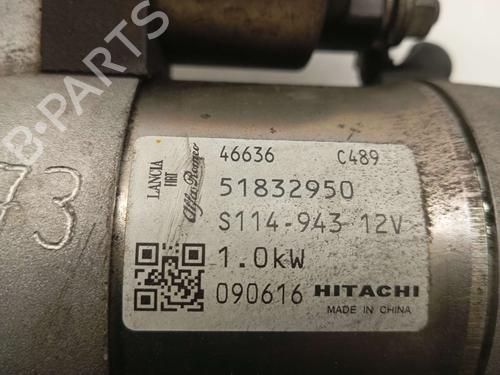 B-PARTS
73
LANCIA
FIAT
Alfa Romeo
46636 C489
51832950
S114-943 12V
1.0kW
090616 HITACHI
MADE IN CHINA